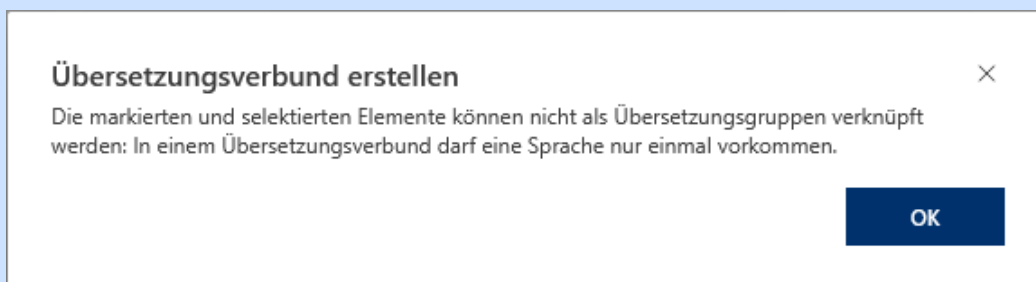 Übersetzungsverbund erstellen
Die markierten und selektierten Elemente können nicht als Übersetzungsgruppen verknüpft
werden: In einem Übersetzungsverbund darf eine Sprache nur einmal vorkommen.
OK